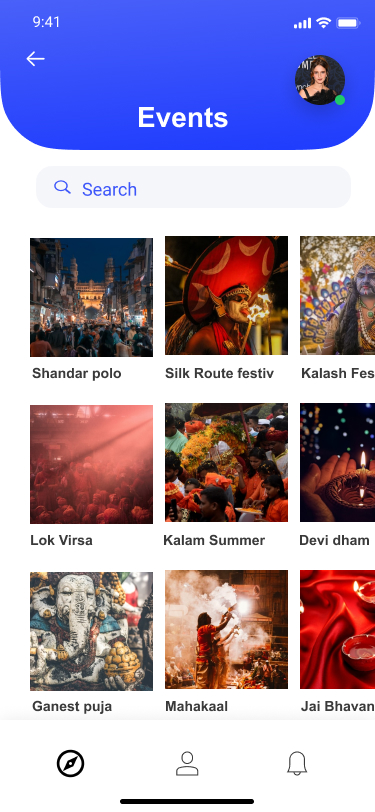 9:41
Events
Search
Shandar polo
Silk Route festiv
Kalash Fes
Lok Virsa
Kalam Summer
Devi dham
Ganest puja
Mahakaal
Jai Bhavan